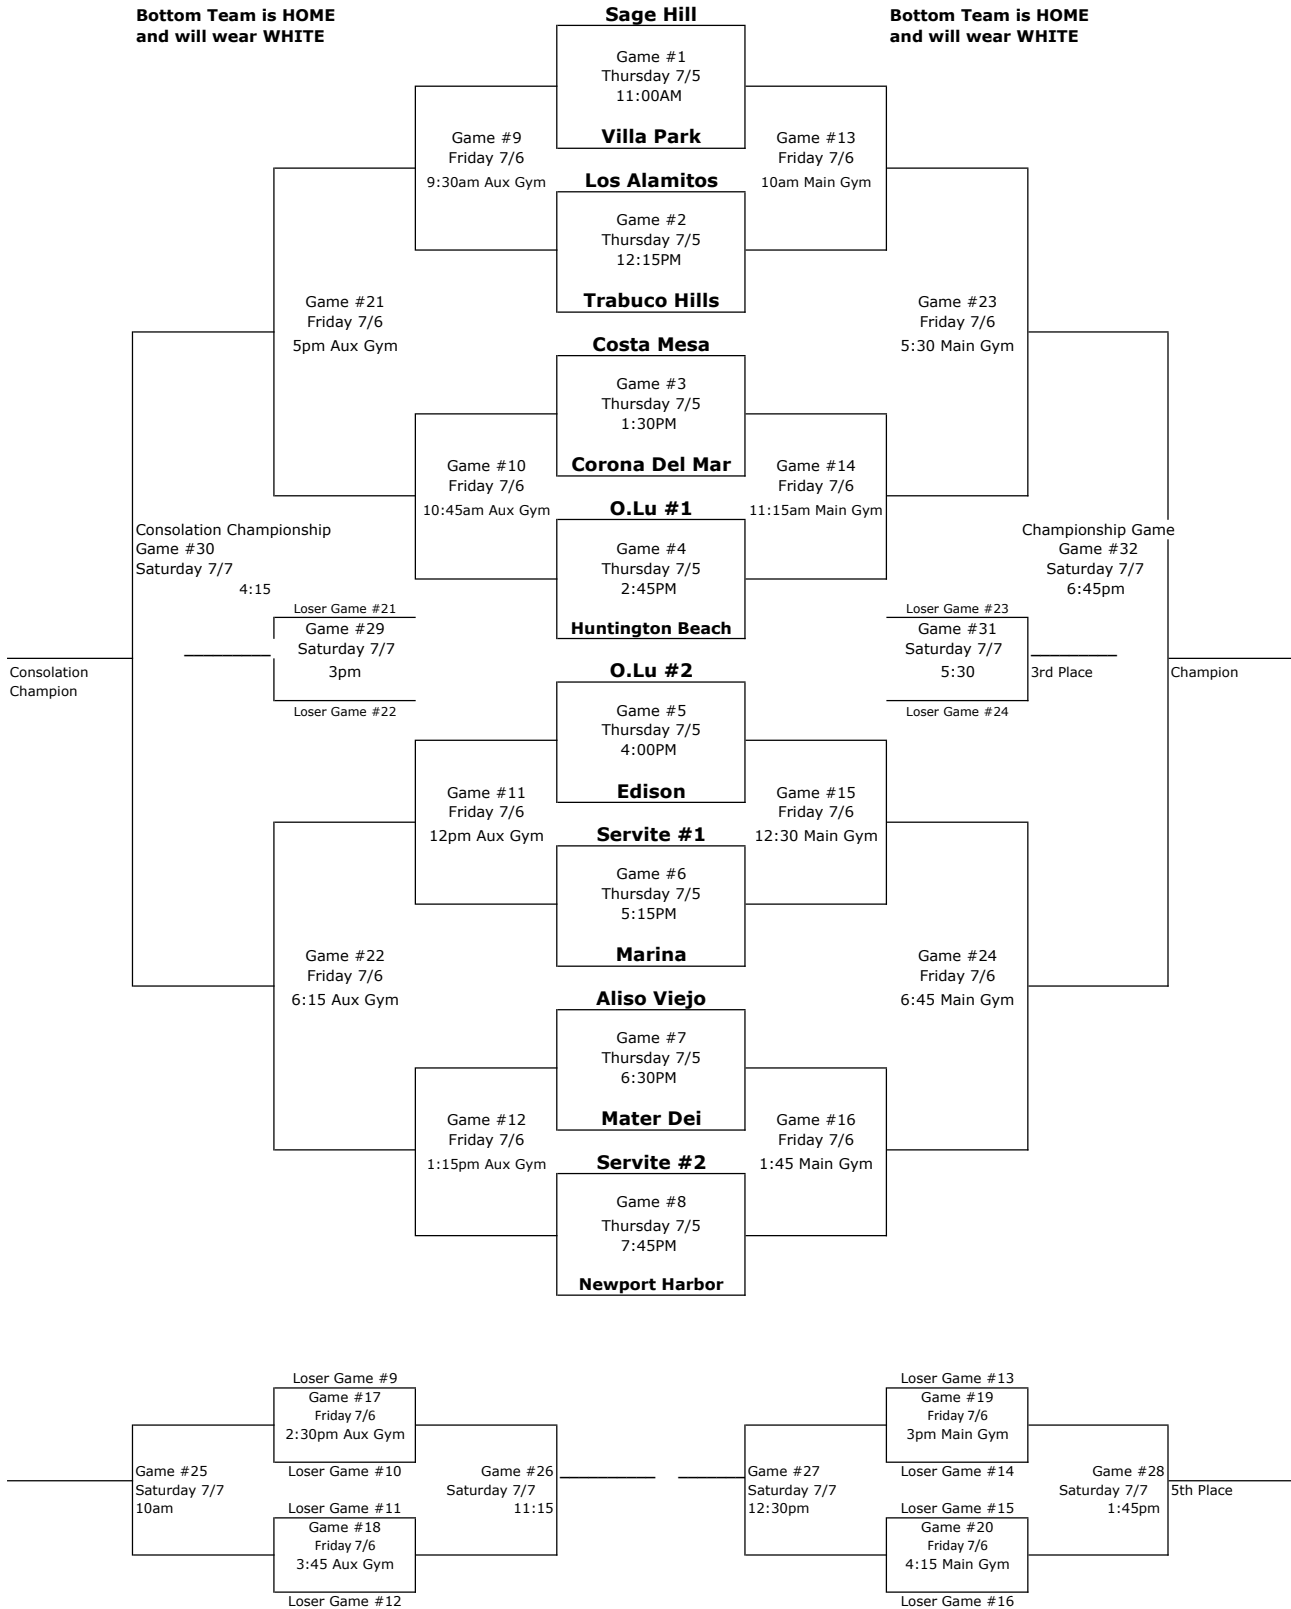 Bottom Team is HOME
and will wear WHITE
Sage Hill
Bottom Team is HOME
and will wear WHITE
Game #1
Thursday 7/5
11:00AM
Villa Park
Game #9
Friday 7/6
9:30am Aux Gym
Game #13
Friday 7/6
10am Main Gym
Los Alamitos
Game #2
Thursday 7/5
12:15PM
Trabuco Hills
Game #21
Friday 7/6
5pm Aux Gym
Game #23
Friday 7/6
5:30 Main Gym
Costa Mesa
Game #3
Thursday 7/5
1:30PM
Corona Del Mar
Game #10
Friday 7/6
10:45am Aux Gym
Game #14
Friday 7/6
11:15am Main Gym
O.Lu #1
Game #4
Thursday 7/5
2:45PM
Huntington Beach
Consolation Championship
Game #30
Saturday 7/7
4:15
Championship Game
Game #32
Saturday 7/7
6:45pm
Loser Game #21
Game #29
Saturday 7/7
3pm
Loser Game #22
Loser Game #23
Game #31
Saturday 7/7
5:30
Loser Game #24
Consolation
Champion
3rd Place
Champion
O.Lu #2
Game #5
Thursday 7/5
4:00PM
Edison
Game #11
Friday 7/6
12pm Aux Gym
Game #15
Friday 7/6
12:30 Main Gym
Servite #1
Game #6
Thursday 7/5
5:15PM
Marina
Game #22
Friday 7/6
6:15 Aux Gym
Game #24
Friday 7/6
6:45 Main Gym
Aliso Viejo
Game #7
Thursday 7/5
6:30PM
Mater Dei
Game #12
Friday 7/6
1:15pm Aux Gym
Game #16
Friday 7/6
1:45 Main Gym
Servite #2
Game #8
Thursday 7/5
7:45PM
Newport Harbor
Loser Game #9
Game #17
Friday 7/6
2:30pm Aux Gym
Loser Game #10
Game #25
Saturday 7/7
10am
Game #26
Saturday 7/7
11:15
Loser Game #11
Game #18
Friday 7/6
3:45 Aux Gym
Loser Game #12
Loser Game #13
Game #19
Friday 7/6
3pm Main Gym
Loser Game #14
Game #27
Saturday 7/7
12:30pm
Game #28
Saturday 7/7
1:45pm
5th Place
Loser Game #15
Game #20
Friday 7/6
4:15 Main Gym
Loser Game #16